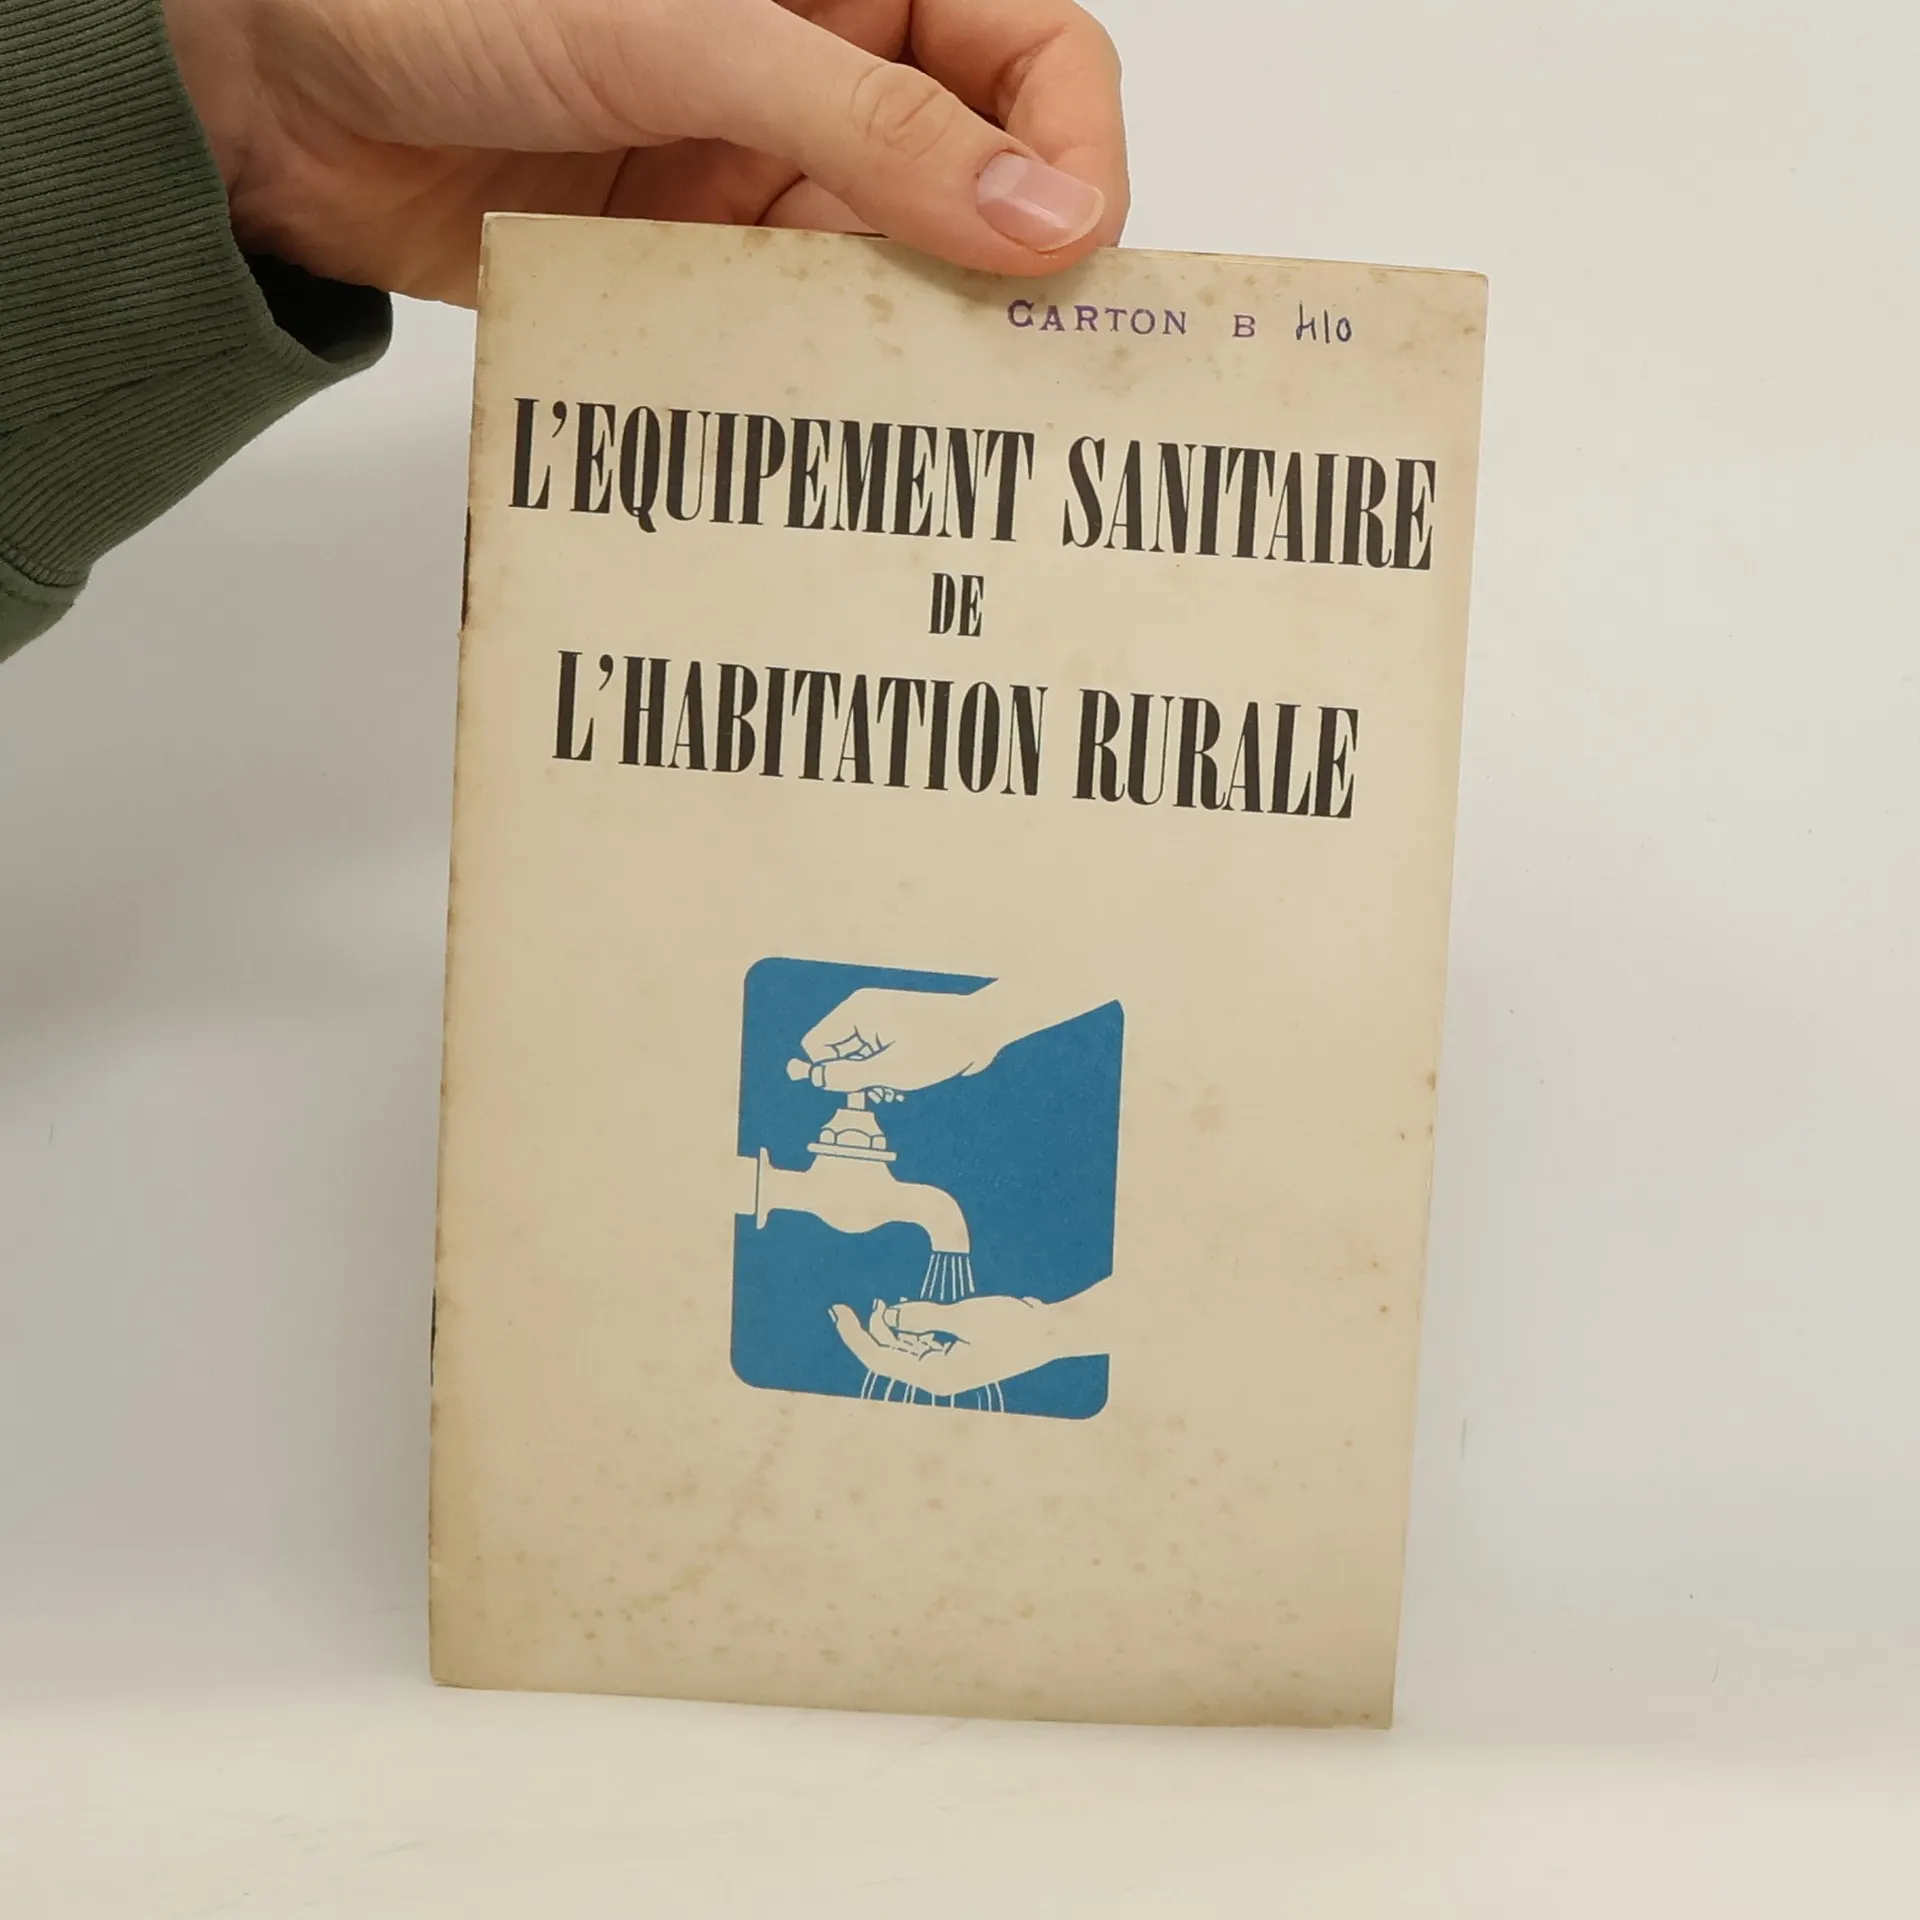 CARTON B 410
L'EQUIPEMENT SANITAIRE
DE
L'HABITATION RURALE